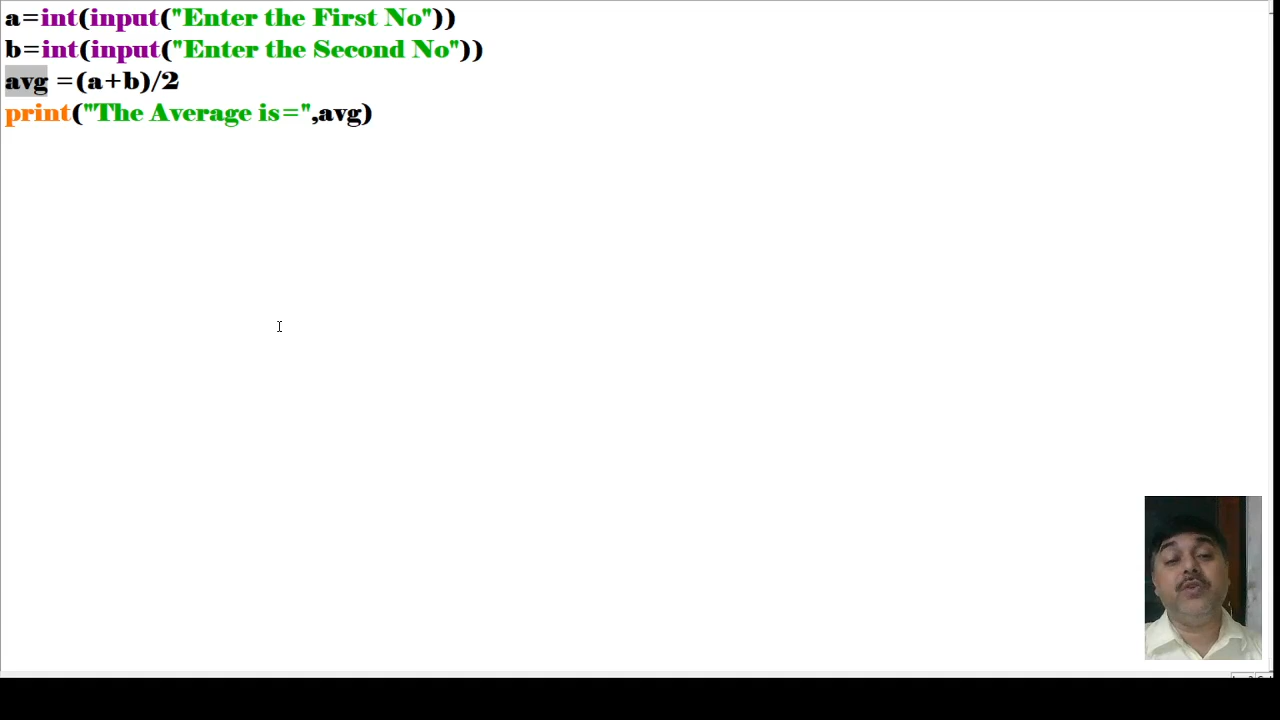 a=int(input("Enter the First No"))
b=int(input("Enter the Second No"))
avg =(a+b)/2
print("The Average is=",avg)